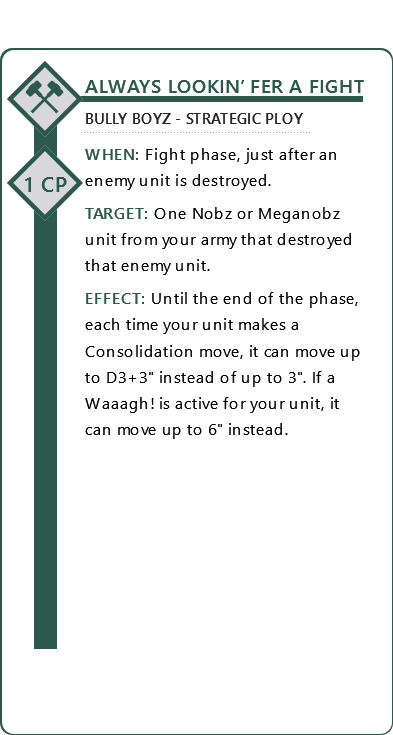 ALWAYS LOOKIN’ FER A FIGHT
BULLY BOYZ - STRATEGIC PLOY
1 CP
WHEN: Fight phase, just after an
enemy unit is destroyed.
TARGET: One Nobz or Meganobz
unit from your army that destroyed
that enemy unit.
EFFECT: Until the end of the phase,
each time your unit makes a
Consolidation move, it can move up
to D3+3" instead of up to 3". If a
Waaagh! is active for your unit, it
can move up to 6" instead.